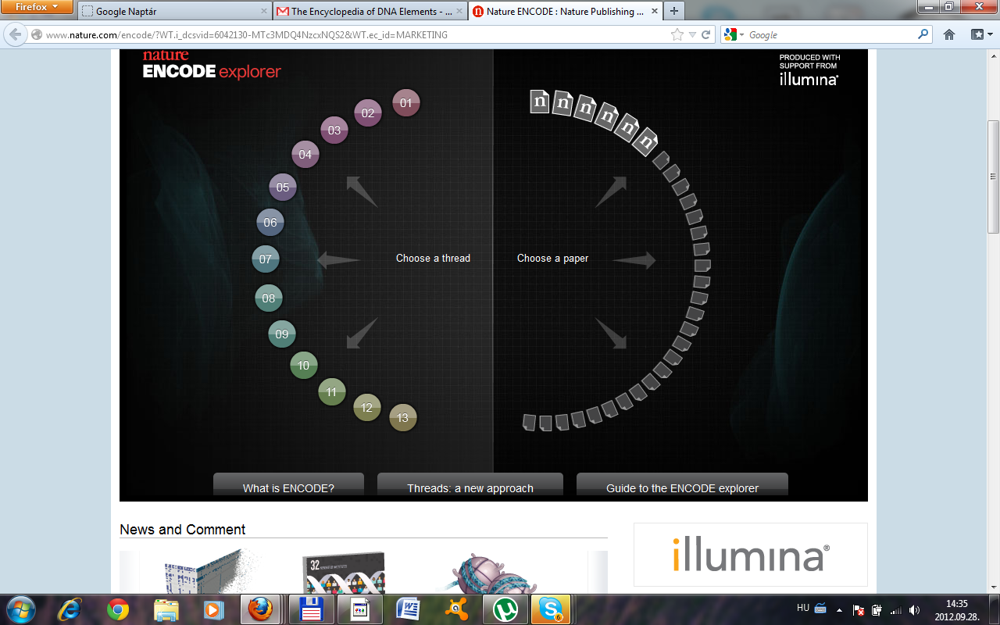 Firefox
Google Naptár
The Encyclopedia of DNA Elements - ...
Nature ENCODE : Nature Publishing ...
www.nature.com/encode/?WT.i_dcsvid=6042130-MTc3MDQ4NzcxNQS2&WT.ec_id=MARKETING
Google
nature
ENCODE explorer
PRODUCED WITH
SUPPORT FROM
illumina®
01
02
03
04
05
06
07
08
09
10
11
12
13
n
n
n
n
n
n
Choose a thread
Choose a paper
What is ENCODE?
Threads: a new approach
Guide to the ENCODE explorer
News and Comment
illumina®
32
HU
14:35
2012.09.28.
6